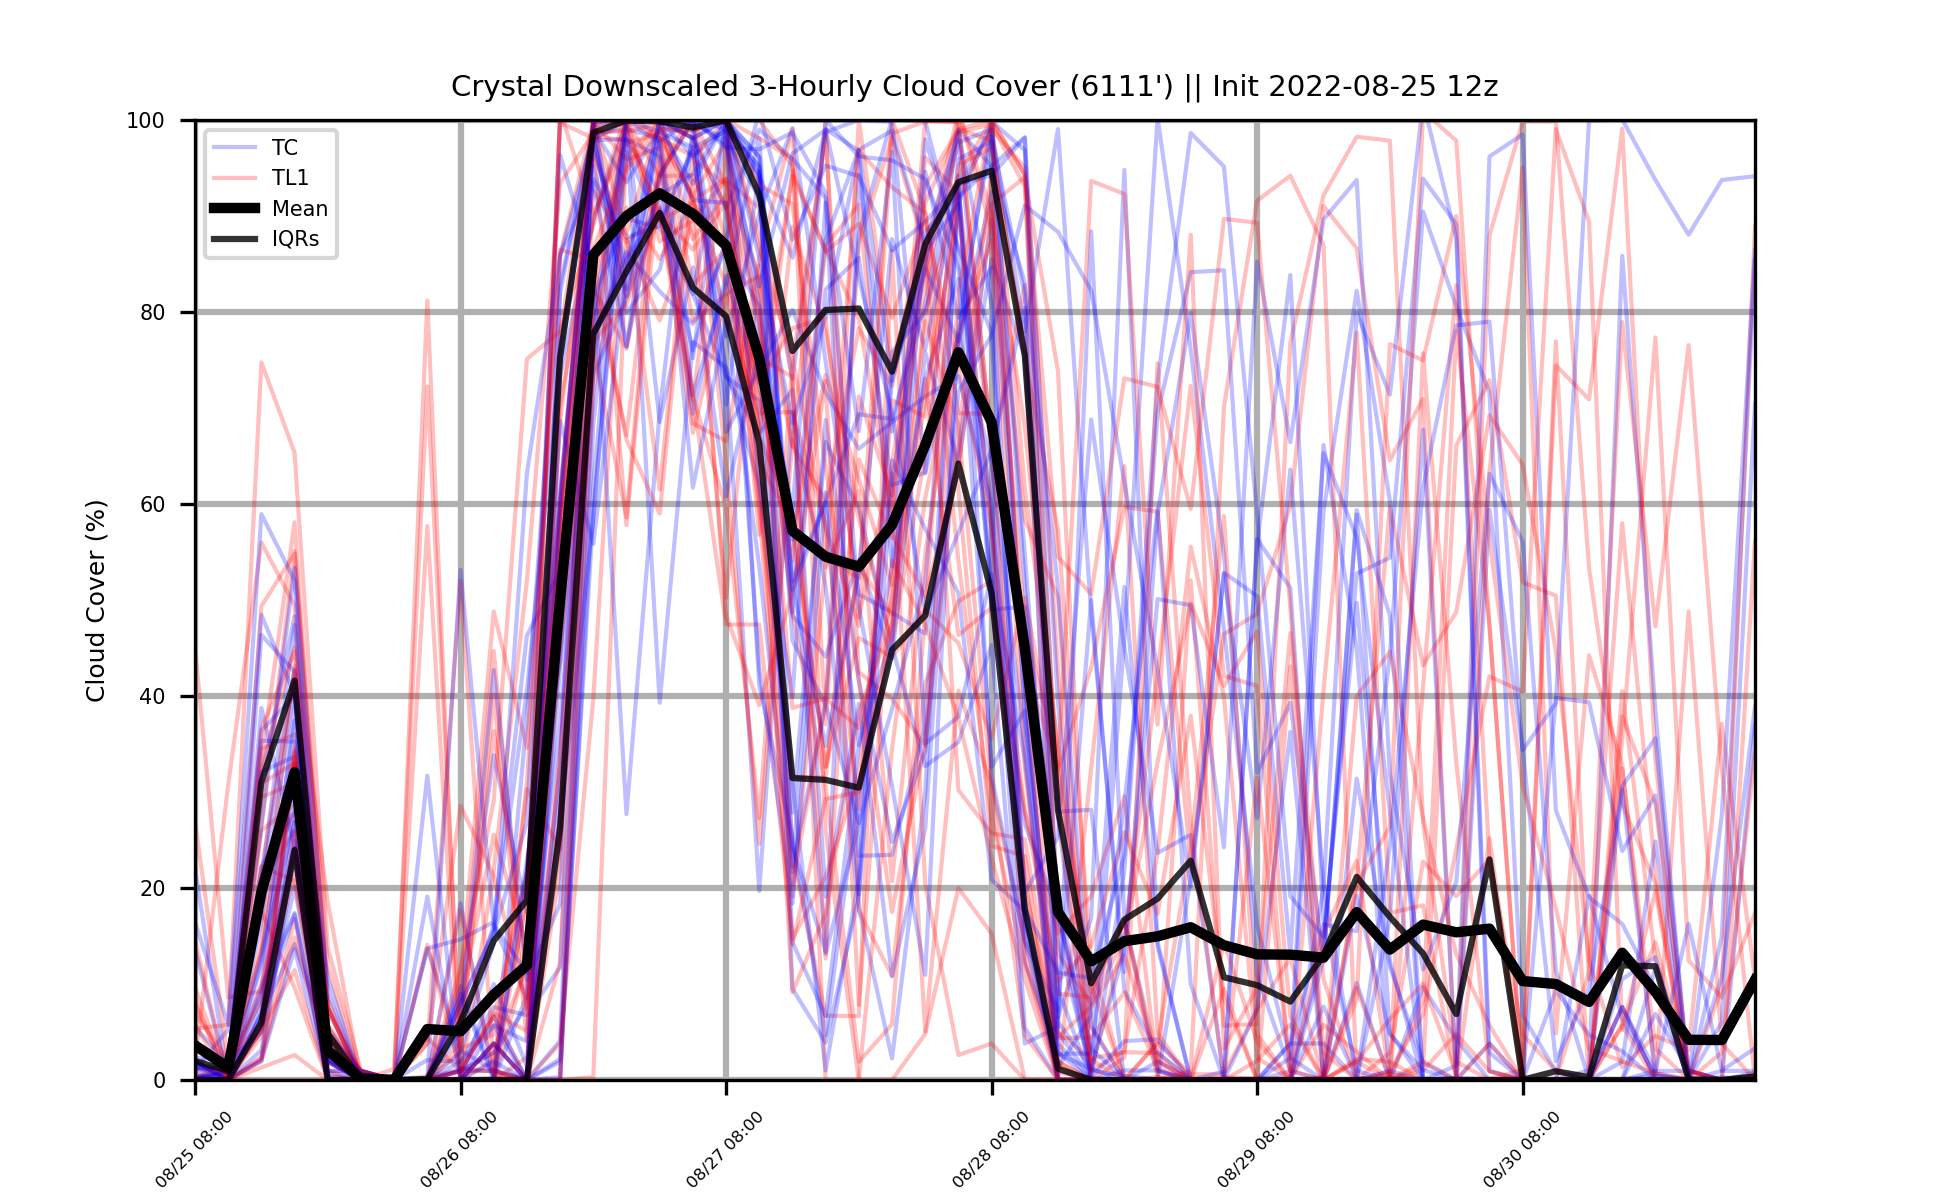 Crystal Downscaled 3-Hourly Cloud Cover (6111') || Init 2022-08-25 12z
TC
TL1
Mean
IQRs
Cloud Cover (%)
100
80
60
40
20
0
08/25 08:00
08/26 08:00
08/27 08:00
08/28 08:00
08/29 08:00
08/30 08:00